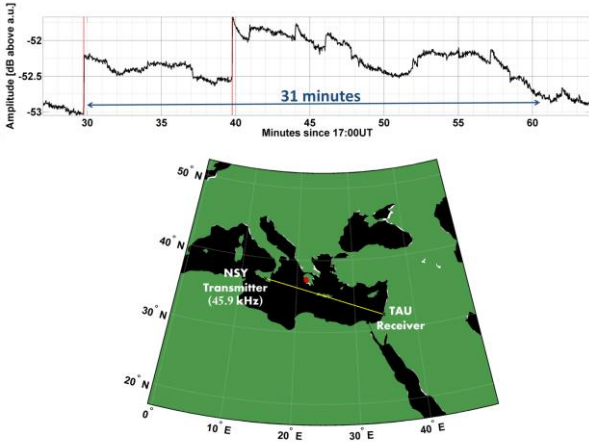 Amplitude [dB above a.u.]
-52
-52.5
-53
31 minutes
30 35 40 45 50 55 60
Minutes since 17:00UT
50° N
40° N
30° N
20° N
NSY
Transmitter
(45.9 kHz)
TAU
Receiver
0° 10° E 20° E 30° E 40° E